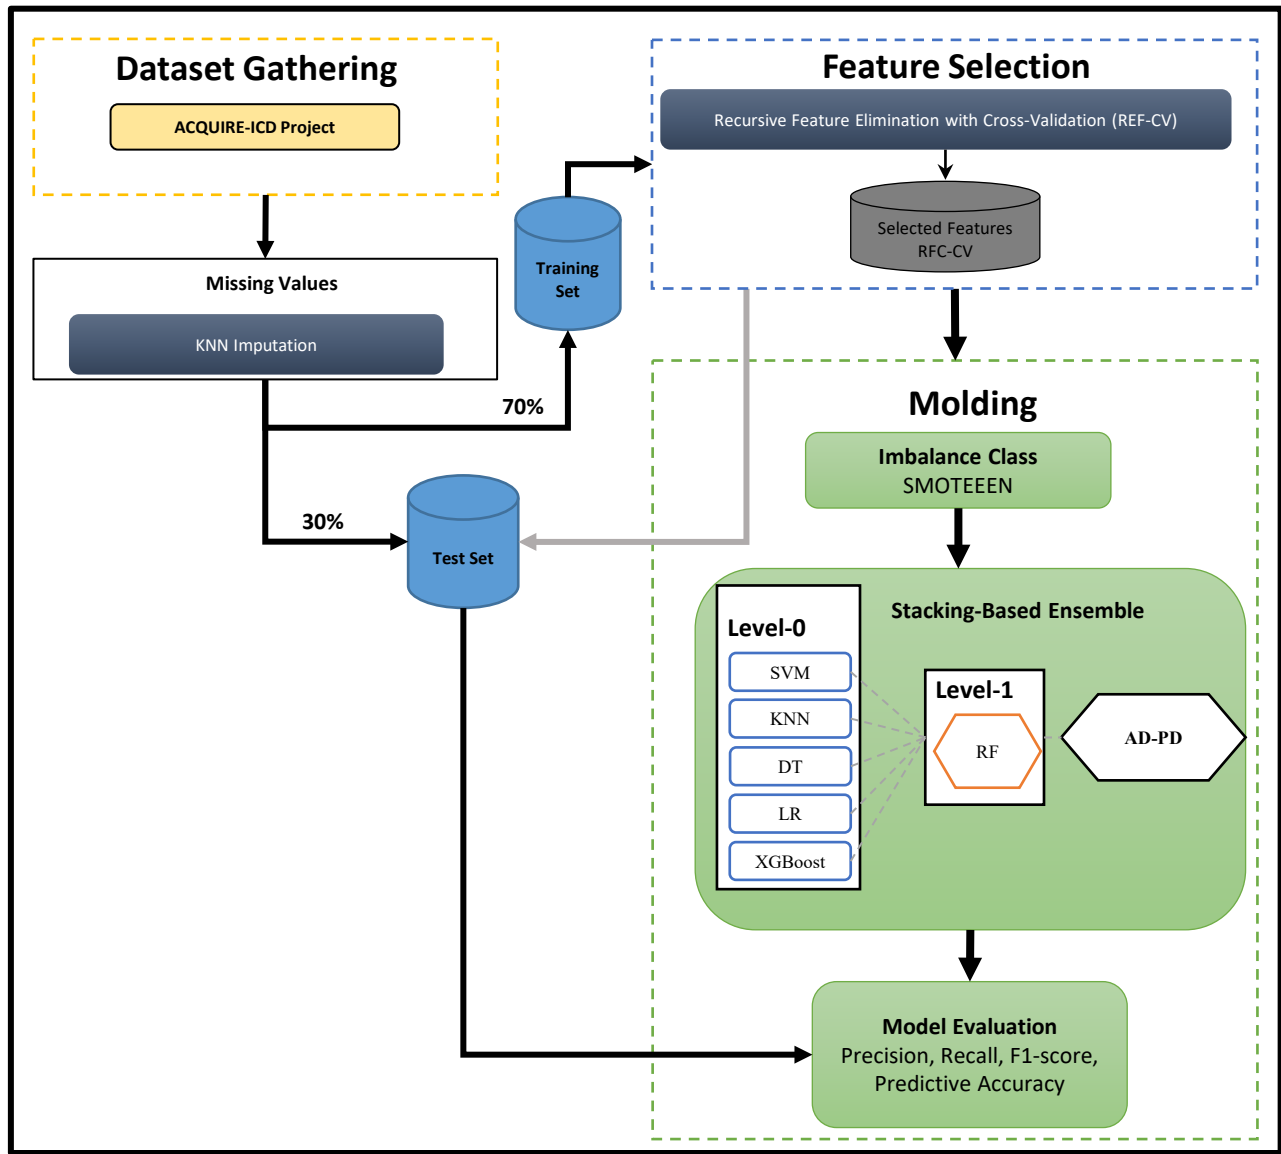 Dataset Gathering
ACQUIRE-ICD Project
Missing Values
KNN Imputation
70%
30%
Training
Set
Test Set
Feature Selection
Recursive Feature Elimination with Cross-Validation (REF-CV)
Selected Features
RFC-CV
Molding
Imbalance Class
SMOTEEEN
Stacking-Based Ensemble
Level-0
SVM
KNN
DT
LR
XGBoost
Level-1
RF
AD-PD
Model Evaluation
Precision, Recall, F1-score,
Predictive Accuracy